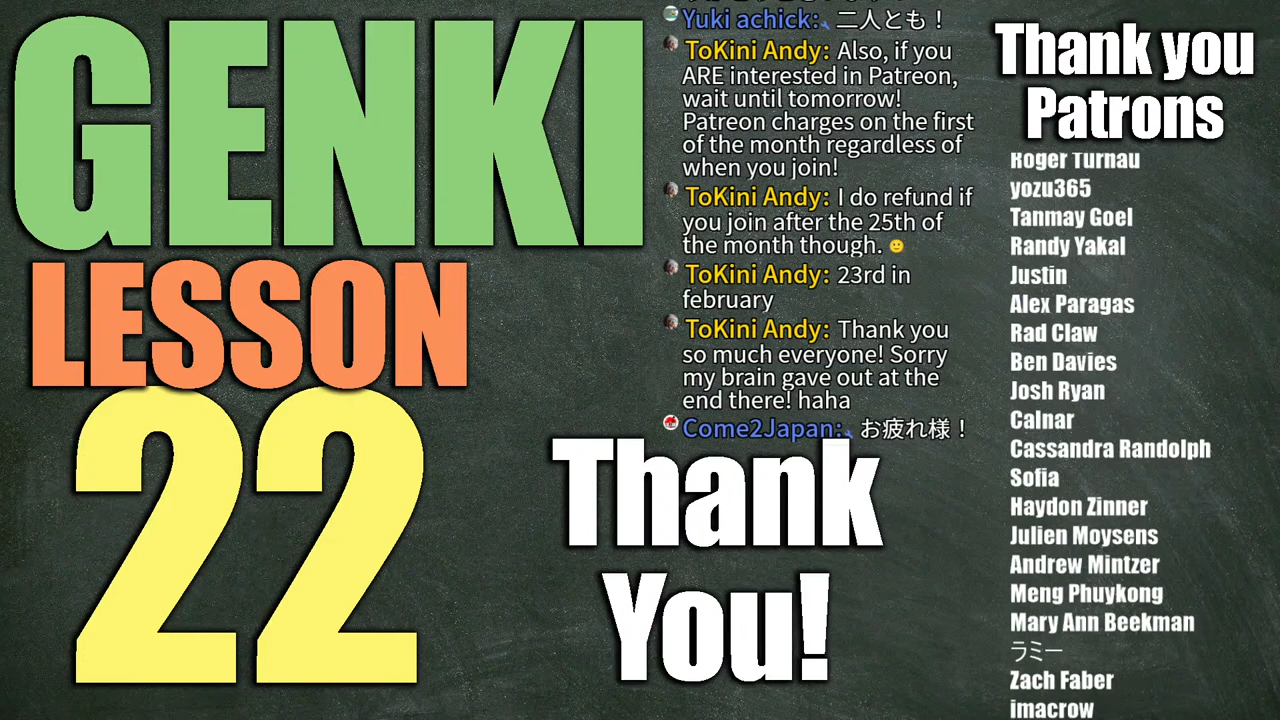 GENKI
LESSON
22
Yuki achick: 二人とも！
ToKini Andy: Also, if you
ARE interested in Patreon,
wait until tomorrow!
Patreon charges on the first
of the month regardless of
when you join!
ToKini Andy: I do refund if
you join after the 25th of
the month though.
ToKini Andy: 23rd in
february
ToKini Andy: Thank you
so much everyone! Sorry
my brain gave out at the
end there! haha
Come2Japan: お疲れ様！
Thank
You!
Thank you
Patrons
Roger Turnau
yozu365
Tanmay Goel
Randy Yakal
Justin
Alex Paragas
Rad Claw
Ben Davies
Josh Ryan
Calnar
Cassandra Randolph
Sofia
Haydon Zinner
Julien Moysens
Andrew Mintzer
Meng Phuykong
Mary Ann Beekman
ラミー
Zach Faber
imacrow